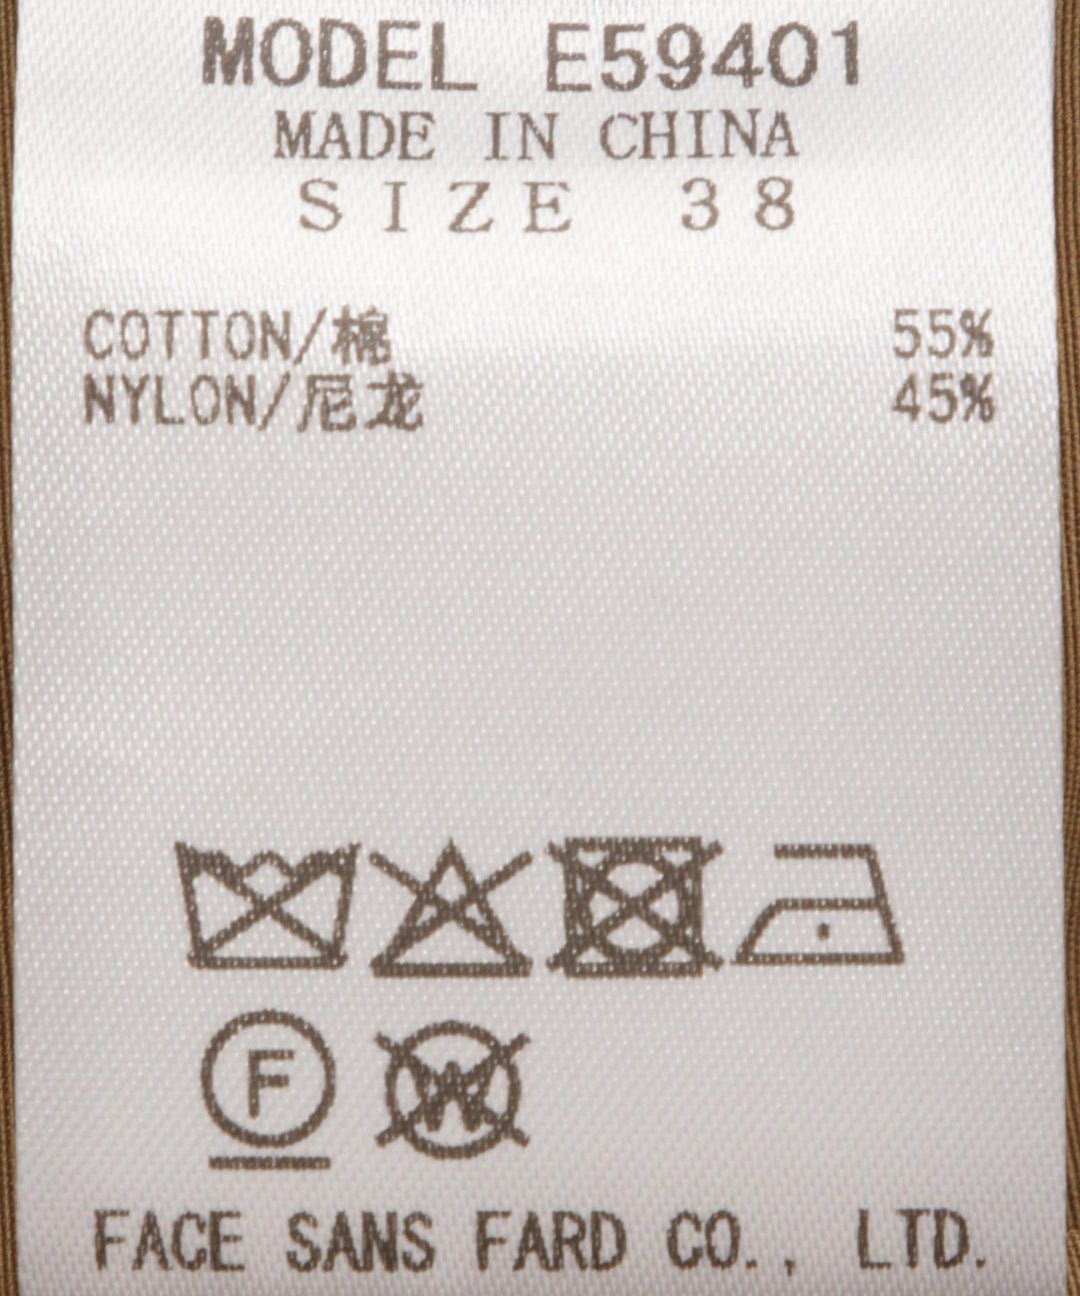 MODEL E59401
MADE IN CHINA
SIZE 38
COTTON/棉 55%
NYLON/尼龙 45%
F W
FACE SANS FARD CO., LTD.